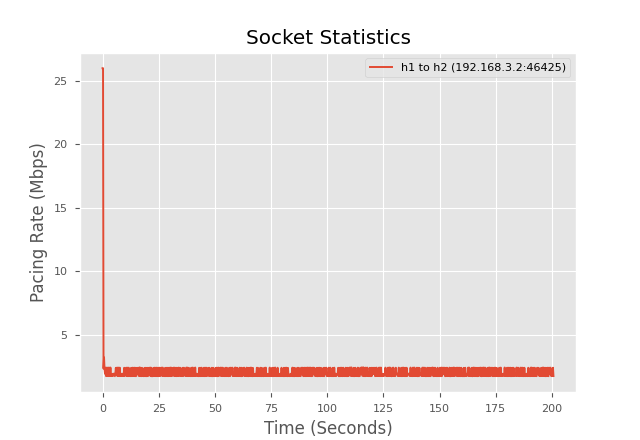 Socket Statistics
h1 to h2 (192.168.3.2:46425)
Pacing Rate (Mbps)
25
20
15
10
5
0 25 50 75 100 125 150 175 200
Time (Seconds)